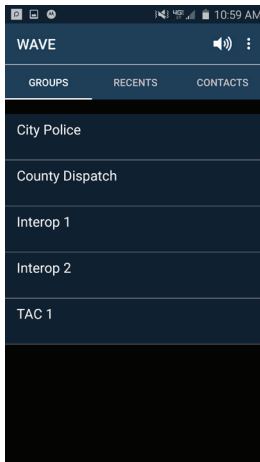 10:59 AM
WAVE
GROUPS RECENTS CONTACTS
City Police
County Dispatch
Interop 1
Interop 2
TAC 1